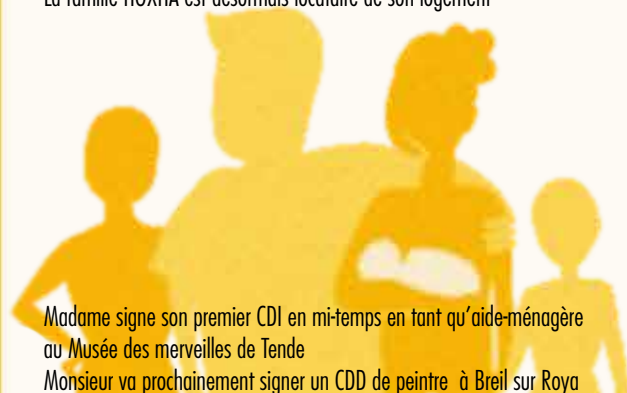 La famille HOXHA est désormais locataire de son logement
Madame signe son premier CDI en mi-temps en tant qu'aide-ménagère
au Musée des merveilles de Tende
Monsieur va prochainement signer un CDD de peintre à Breil sur Roya